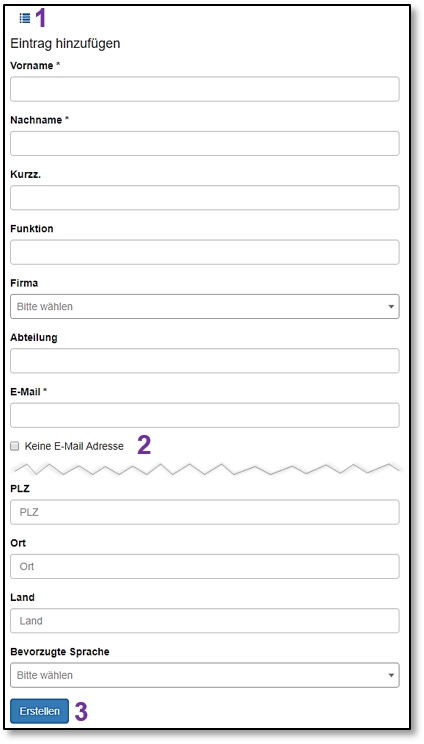 1
Eintrag hinzufügen
Vorname *
Nachname *
Kurzz.
Funktion
Firma
Bitte wählen
Abteilung
E-Mail *
Keine E-Mail Adresse 2
PLZ
PLZ
Ort
Ort
Land
Land
Bevorzugte Sprache
Bitte wählen
Erstellen 3